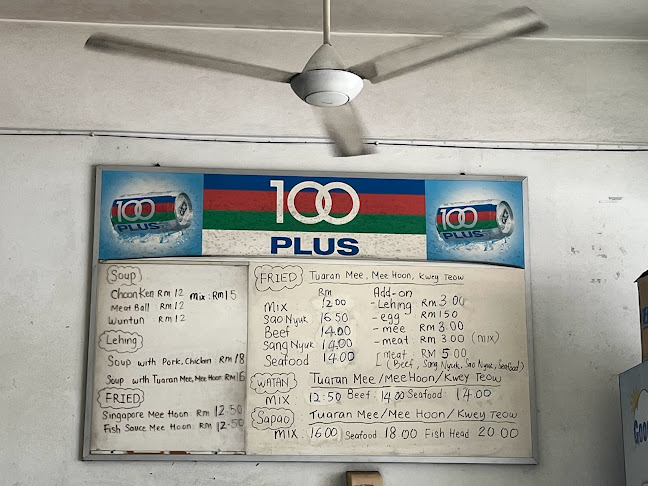 100
PLUS
100
PLUS
100
PLUS
Soup
Choon Ken RM 12 mix : RM 15
Meat Ball RM 12
Wuntun : RM 12
Lehing
Soup with Pork, Chicken : RM 18
Soup with Tuaran Mee, Mee Hoon RM 16
FRIED
Singapore Mee Hoon : RM 12.50
Fish Sauce Mee Hoon : RM 12.50
FRIED Tuaran Mee, Mee Hoon, Kwey Teow
RM
Mix 12.00
Sao Nyuk 16.50
Beef 14.00
Sang Nyuk 14.00
Seafood 14.00
Add-on
- Lehing RM 3.00
- egg RM 1.50
- mee RM 3.00
- meat RM 3.00 (mix)
[ meat RM 5.00
(Beef, Sang Nyuk, Sao Nyuk, Seafood)
WATAN Tuaran Mee/Mee Hoon/Kwey Teow
MIX 12:50 Beef : 14.00 Seafood : 14.00
Sapao Tuaran Mee/Mee Hoon/Kwey Teow
MIX : 16.00 Seafood 18.00 Fish Head 20.00